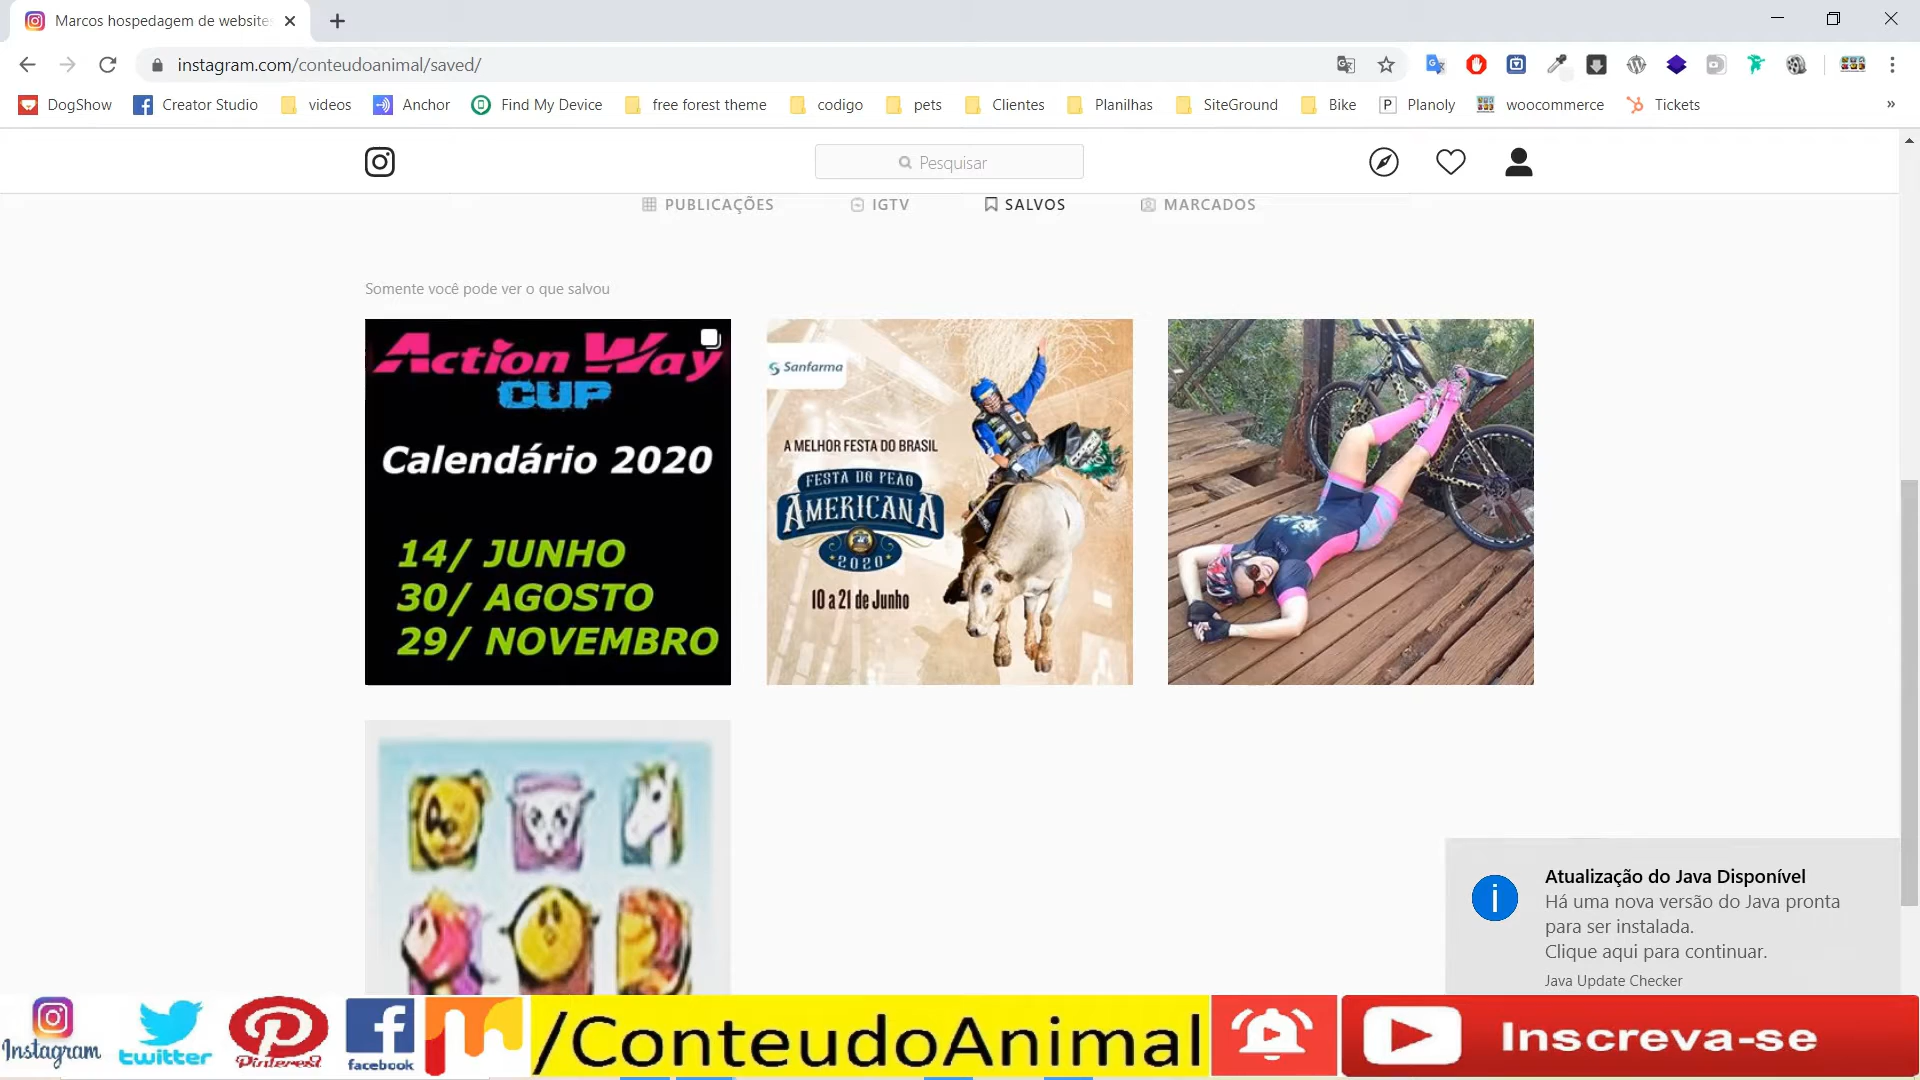 Marcos hospedagem de websites
instagram.com/conteudoanimal/saved/
DogShow Creator Studio videos Anchor Find My Device free forest theme codigo pets Clientes Planilhas SiteGround Bike Planoly woocommerce Tickets »
Pesquisar
PUBLICAÇÕES IGTV SALVOS MARCADOS
Somente você pode ver o que salvou
Action Way
CUP
Calendário 2020
14/ JUNHO
30/ AGOSTO
29/ NOVEMBRO
Sanfarma
A MELHOR FESTA DO BRASIL
FESTA DO PEÃO
AMERICANA
2020
10 a 21 de Junho
Atualização do Java Disponível
Há uma nova versão do Java pronta
para ser instalada.
Clique aqui para continuar.
Java Update Checker
Instagram
twitter
Pinterest
facebook
/ConteudoAnimal
Inscreva-se